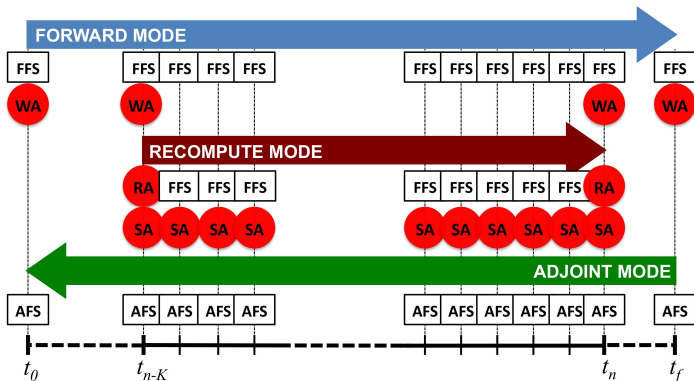 FORWARD MODE
FFS FFS FFS FFS FFS FFS FFS FFS FFS FFS FFS FFS
WA WA WA WA
RECOMPUTE MODE
RA FFS FFS FFS FFS FFS FFS FFS FFS RA
SA SA SA SA SA SA SA SA SA SA
ADJOINT MODE
AFS AFS AFS AFS AFS AFS AFS AFS AFS AFS AFS AFS
t0 tn-K tn tf